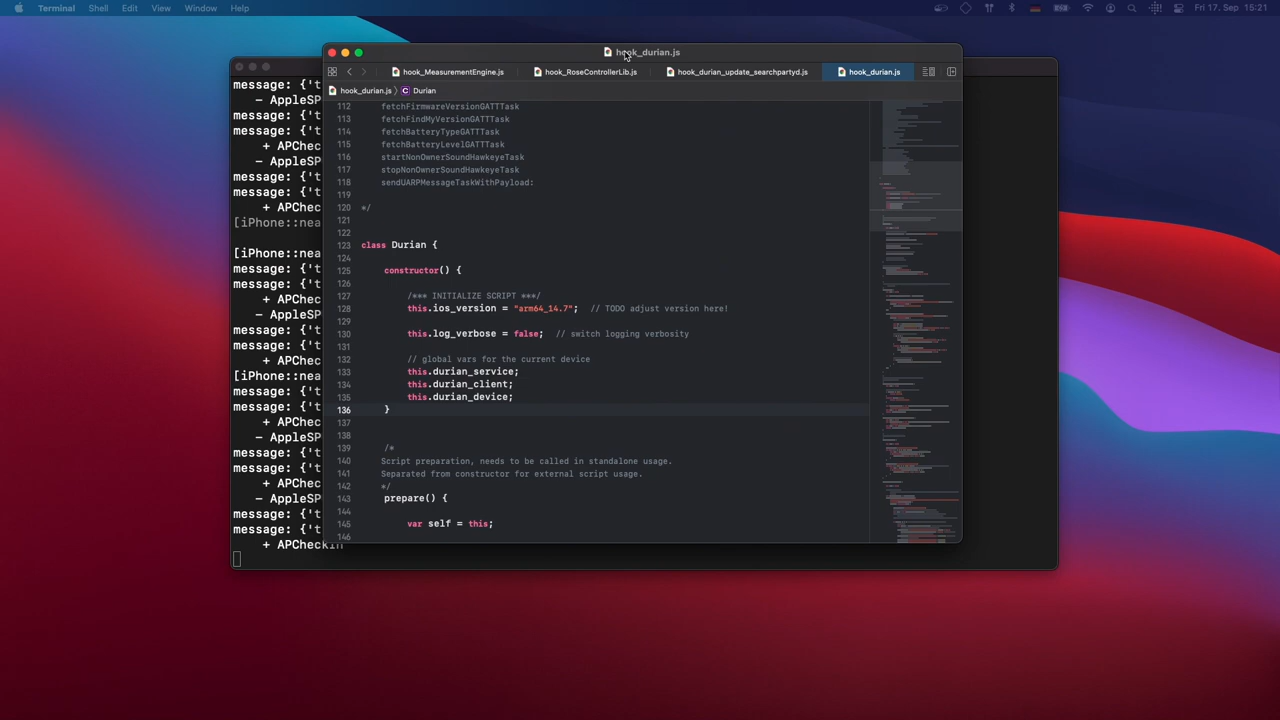 Terminal Shell Edit View Window Help Fri 17. Sep 15:21
hook_durian.js
hook_MeasurementEngine.js hook_RoseControllerLib.js hook_durian_update_searchpartyd.js hook_durian.js
hook_durian.js Durian
112 fetchFirmwareVersionGATTTask
113 fetchFindMyVersionGATTTask
114 fetchBatteryTypeGATTTask
115 fetchBatteryLevelGATTTask
116 startNonOwnerSoundHawkeyeTask
117 stopNonOwnerSoundHawkeyeTask
118 sendUARPMessageTaskWithPayload:
119
120 */
121
122
123 class Durian {
124
125 constructor() {
126
127 /*** INITIALIZE SCRIPT ***/
128 this.ios_version = "arm64_14.7"; // TODO adjust version here!
129
130 this.log_verbose = false; // switch logging verbosity
131
132 // global vars for the current device
133 this.durian_service;
134 this.durian_client;
135 this.durian_device;
136 }
137
138
139 /*
140 Script preparation, needs to be called in standalone usage.
141 Separated from constructor for external script usage.
142 */
143 prepare() {
144
145 var self = this;
146
message: {'t
- AppleSP
message: {'t
+ APChec
message: {'t
- AppleSP
message: {'t
message: {'t
+ APChec
[iPhone::nea
[iPhone::nea
message: {'t
message: {'t
+ APChec
- AppleSP
message: {'t
message: {'t
+ APChec
[iPhone::nea
message: {'t
message: {'t
+ APChec
- AppleSP
message: {'t
message: {'t
- AppleSP
+ APChec
message: {'t
message: {'t
+ APCheckIn